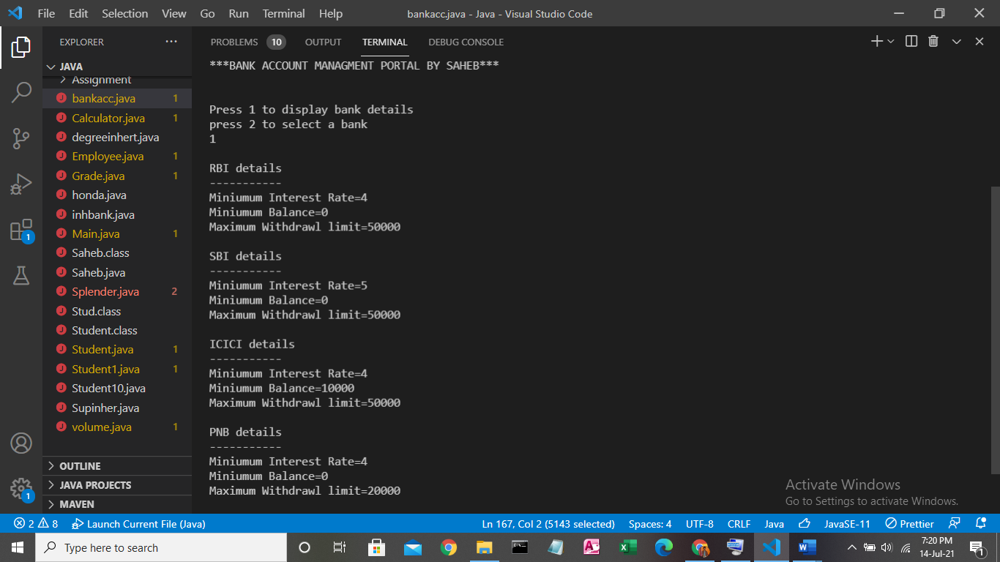 File Edit Selection View Go Run Terminal Help bankacc.java - Java - Visual Studio Code
EXPLORER ···
JAVA
Assignment
bankacc.java 1
Calculator.java 1
degreeinhert.java
Employee.java 1
Grade.java 1
honda.java
inhbank.java
Main.java 1
Saheb.class
Saheb.java
Splender.java 2
Stud.class
Student.class
Student.java 1
Student1.java 1
Student10.java
Supinher.java
volume.java 1
OUTLINE
JAVA PROJECTS
MAVEN
1
1
PROBLEMS 10 OUTPUT TERMINAL DEBUG CONSOLE
***BANK ACCOUNT MANAGMENT PORTAL BY SAHEB***
Press 1 to display bank details
press 2 to select a bank
1
RBI details
-----------
Miniumum Interest Rate=4
Miniumum Balance=0
Maximum Withdrawl limit=50000
SBI details
-----------
Miniumum Interest Rate=5
Miniumum Balance=0
Maximum Withdrawl limit=50000
ICICI details
-----------
Miniumum Interest Rate=4
Miniumum Balance=10000
Maximum Withdrawl limit=50000
PNB details
-----------
Miniumum Interest Rate=4
Miniumum Balance=0
Maximum Withdrawl limit=20000
Activate Windows
Go to Settings to activate Windows.
2 8 Launch Current File (Java) Ln 167, Col 2 (5143 selected) Spaces: 4 UTF-8 CRLF Java JavaSE-11 Prettier
Type here to search
7:20 PM
14-Jul-21
1